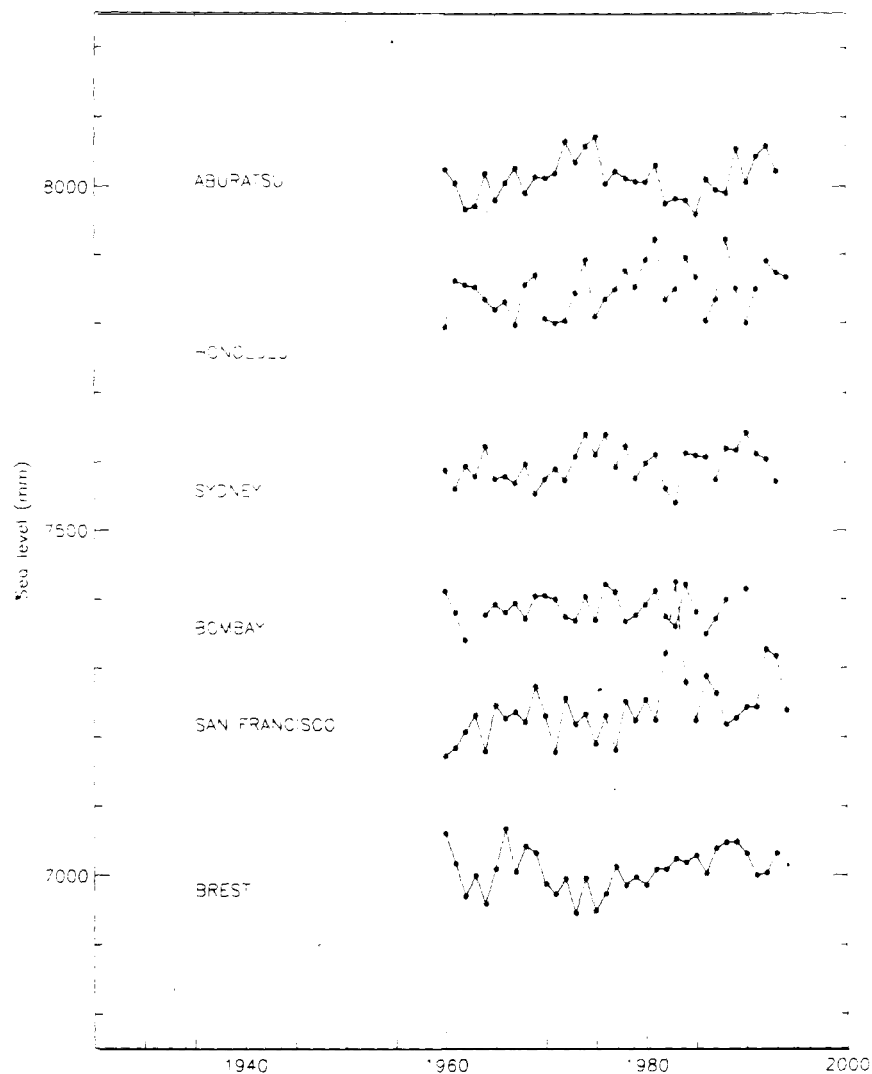 8000
ABURATSU
HONOLULU
Sea level (mm)
SYDNEY
7500
BOMBAY
SAN FRANCISCO
7000
BREST
1940 1960 1980 2000